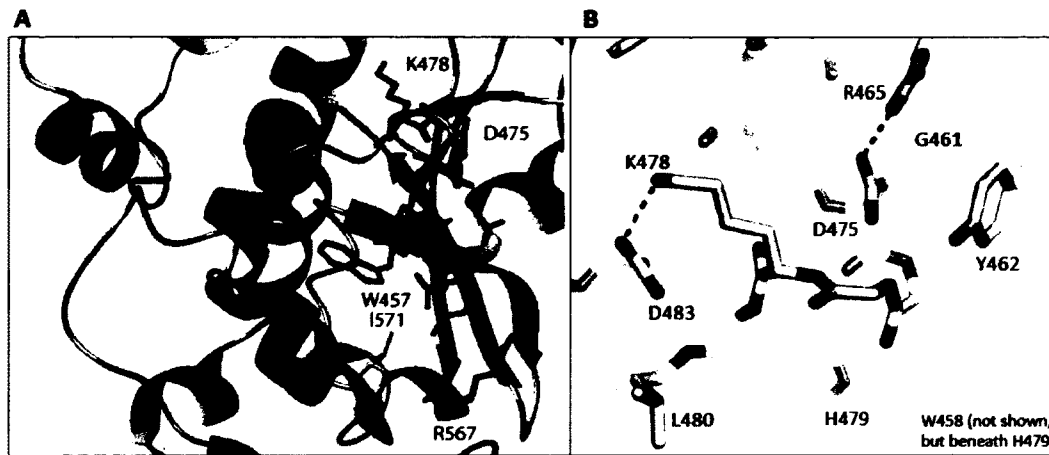 A
B
K478
D475
W457
I571
R567
R465
G461
K478
D475
Y462
D483
L480
H479
W458 (not shown,
but beneath H479